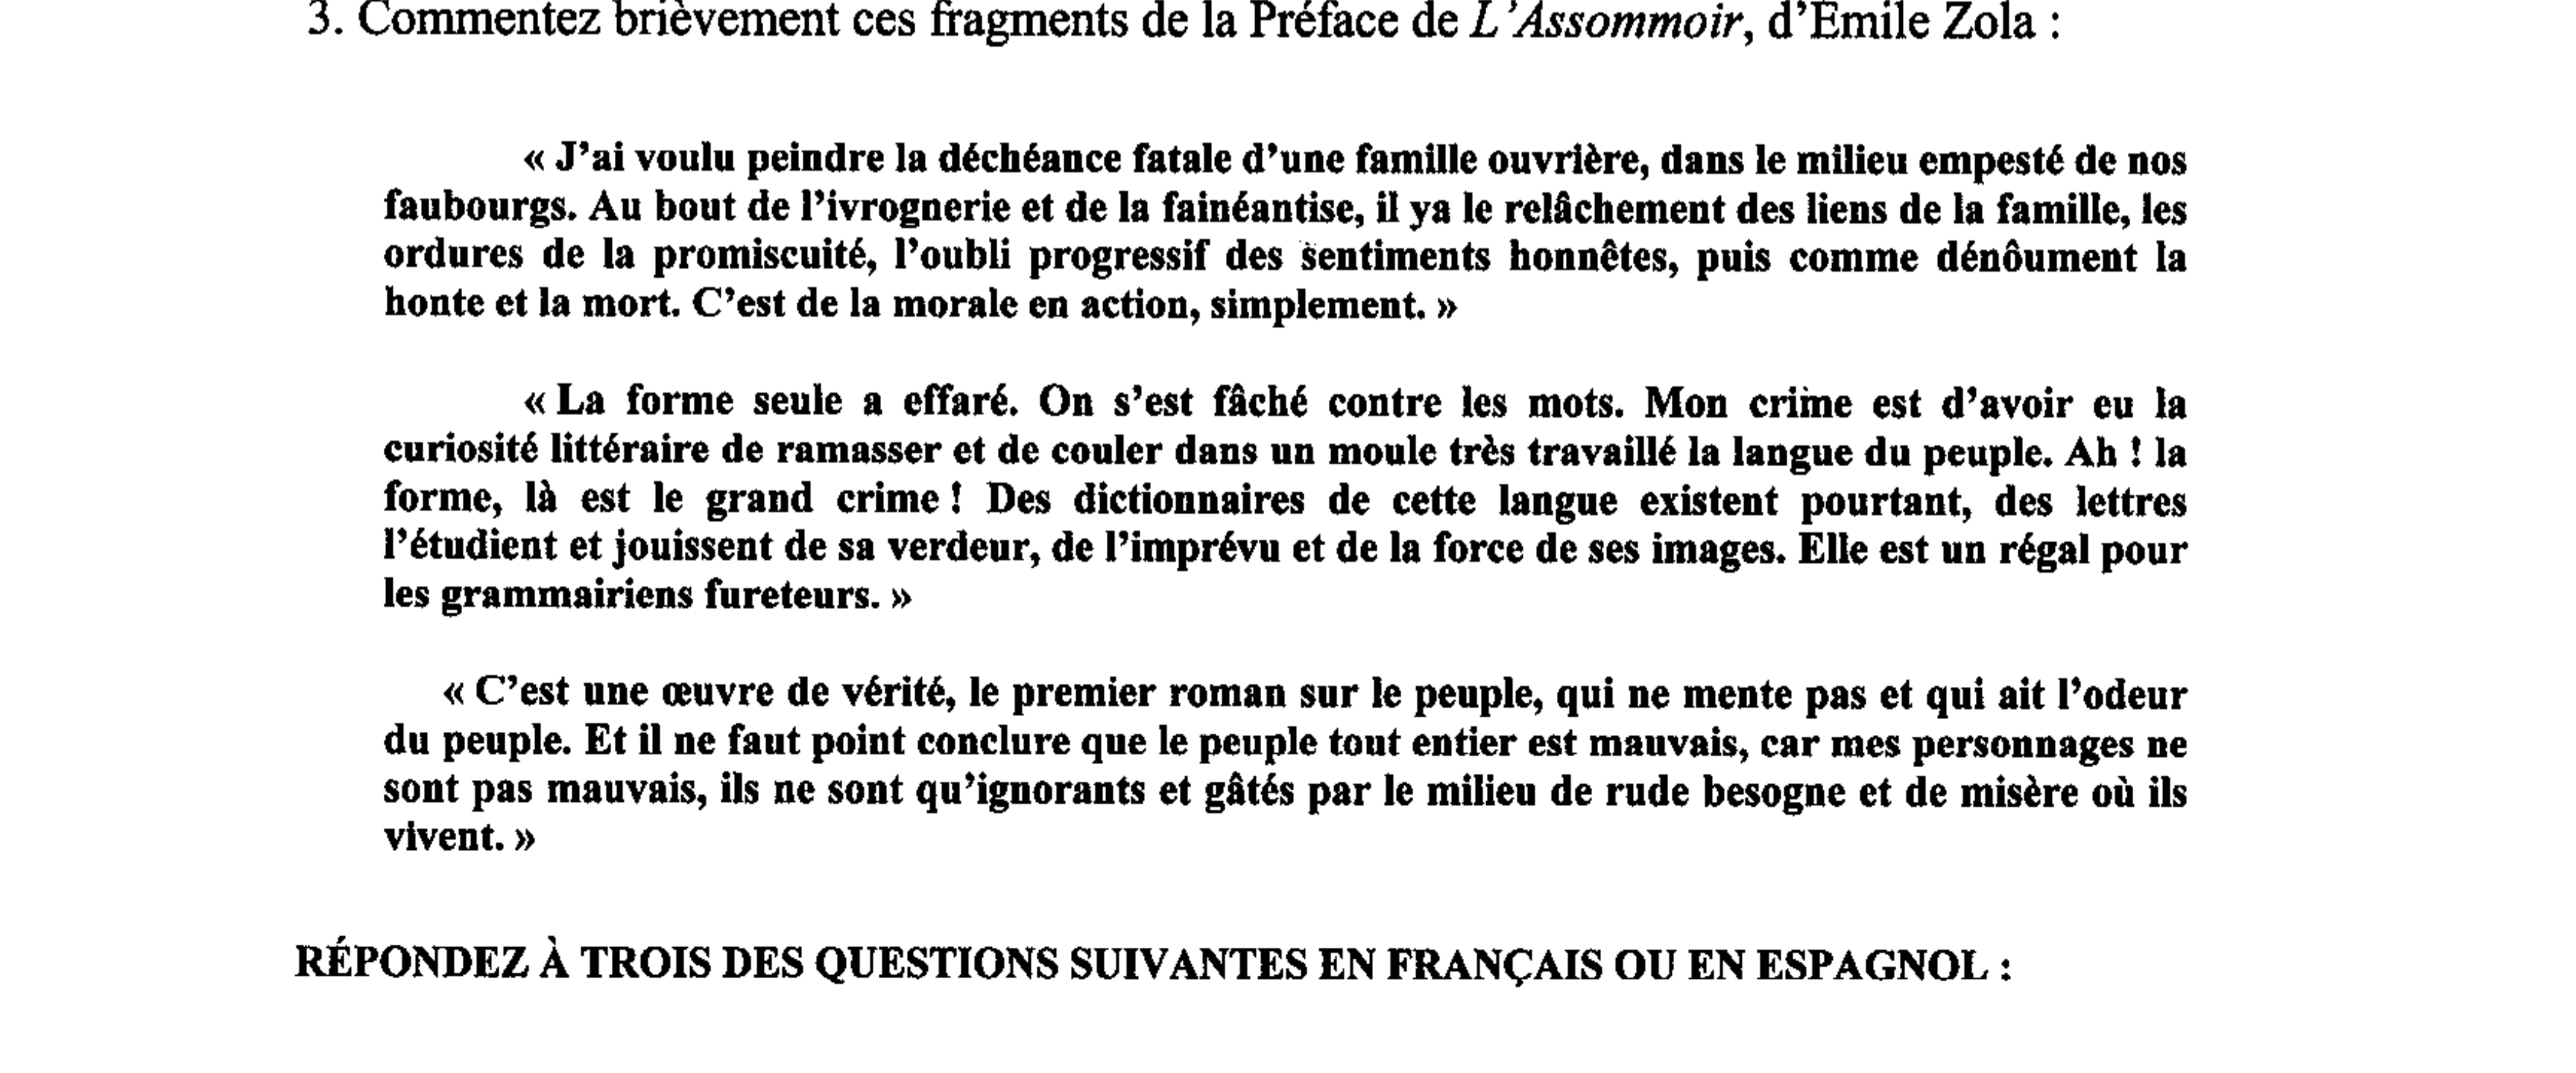 3. Commentez brièvement ces fragments de la Préface de L'Assommoir, d'Emile Zola :
« J'ai voulu peindre la déchéance fatale d'une famille ouvrière, dans le milieu empesté de nos
faubourgs. Au bout de l'ivrognerie et de la fainéantise, il ya le relâchement des liens de la famille, les
ordures de la promiscuité, l'oubli progressif des sentiments honnêtes, puis comme dénôument la
honte et la mort. C'est de la morale en action, simplement. »
« La forme seule a effaré. On s'est fâché contre les mots. Mon crime est d'avoir eu la
curiosité littéraire de ramasser et de couler dans un moule très travaillé la langue du peuple. Ah ! la
forme, là est le grand crime ! Des dictionnaires de cette langue existent pourtant, des lettres
l'étudient et jouissent de sa verdeur, de l'imprévu et de la force de ses images. Elle est un régal pour
les grammairiens fureteurs. »
« C'est une œuvre de vérité, le premier roman sur le peuple, qui ne mente pas et qui ait l'odeur
du peuple. Et il ne faut point conclure que le peuple tout entier est mauvais, car mes personnages ne
sont pas mauvais, ils ne sont qu'ignorants et gâtés par le milieu de rude besogne et de misère où ils
vivent. »
RÉPONDEZ À TROIS DES QUESTIONS SUIVANTES EN FRANÇAIS OU EN ESPAGNOL :